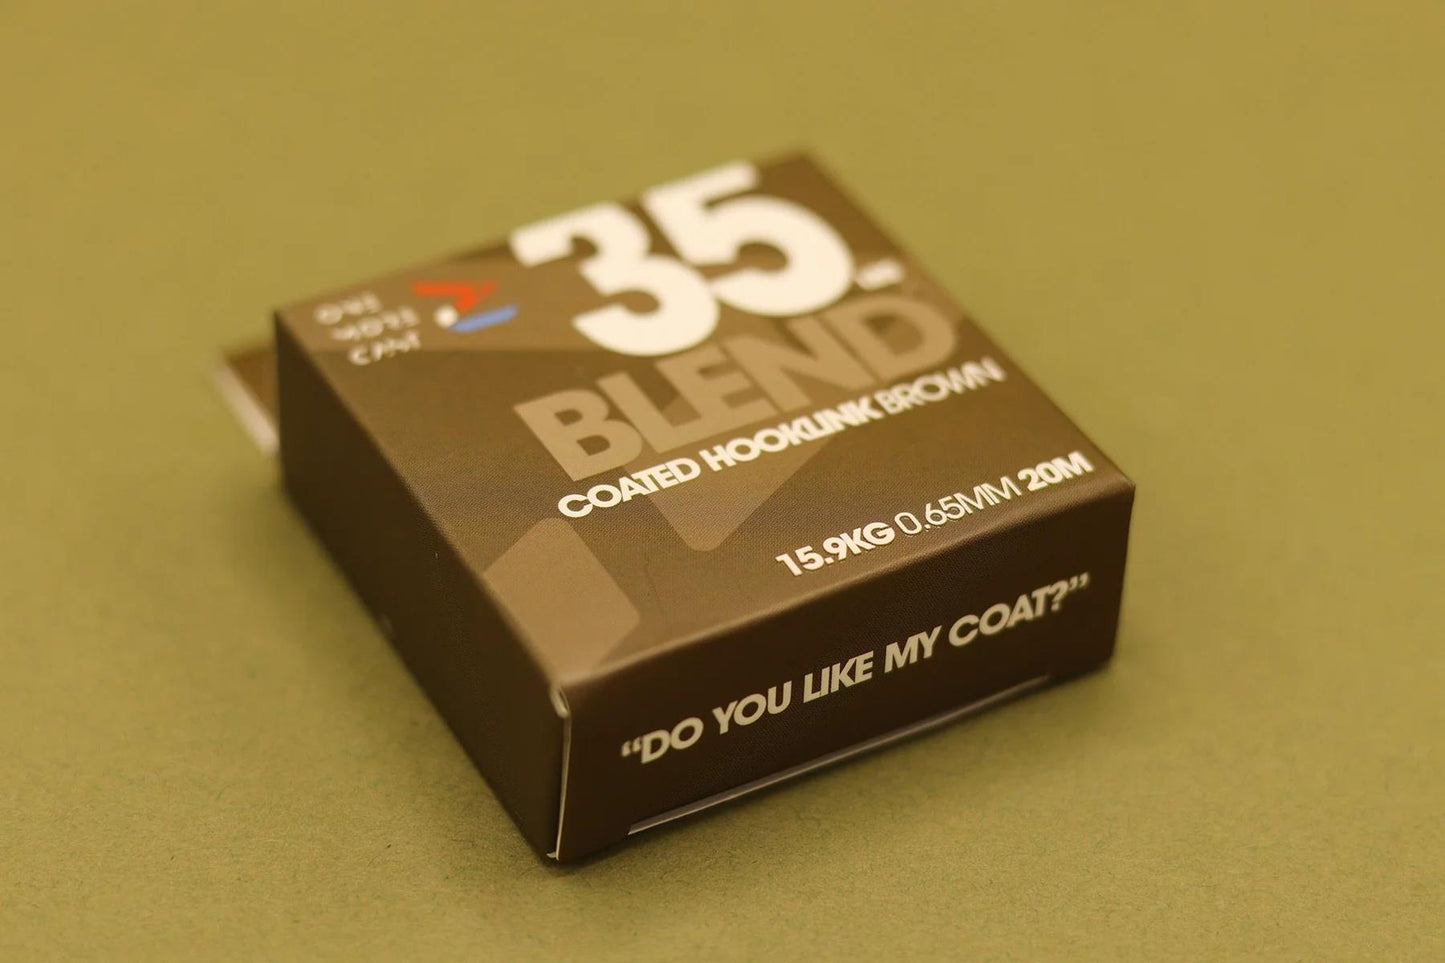 35
BLEND
COATED HOOKLINK BROWN
15.9KG 0.65MM 20M
“DO YOU LIKE MY COAT?”